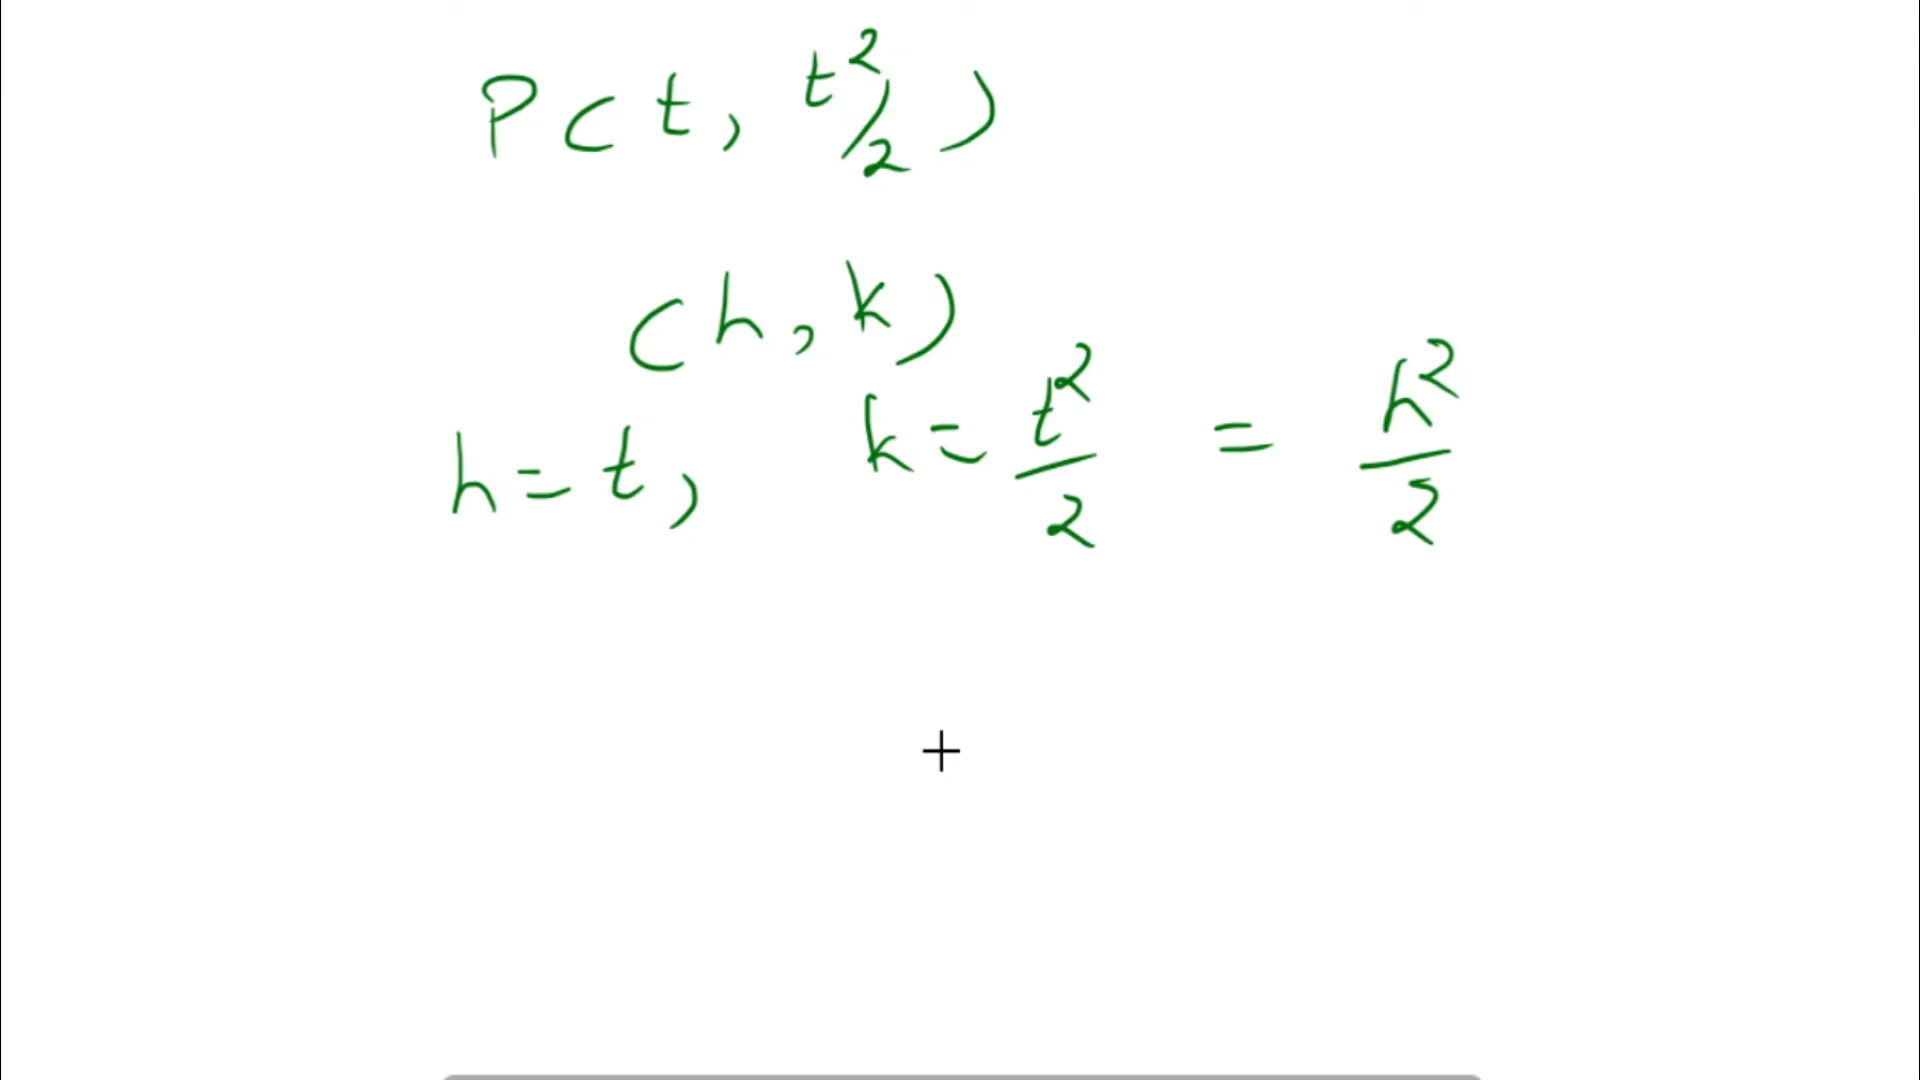 P(t, t²/2)
(h, k)
h = t, k = t²/2 = h²/2